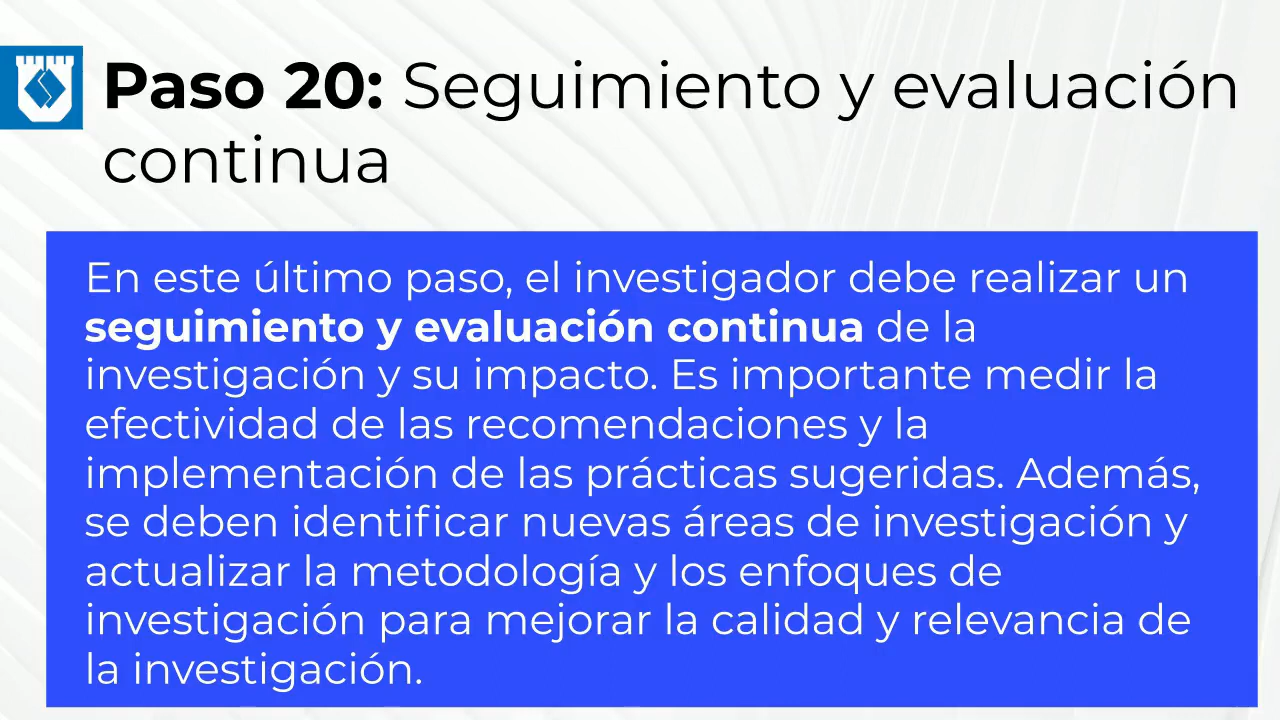 Paso 20: Seguimiento y evaluación
continua
En este último paso, el investigador debe realizar un
seguimiento y evaluación continua de la
investigación y su impacto. Es importante medir la
efectividad de las recomendaciones y la
implementación de las prácticas sugeridas. Además,
se deben identificar nuevas áreas de investigación y
actualizar la metodología y los enfoques de
investigación para mejorar la calidad y relevancia de
la investigación.